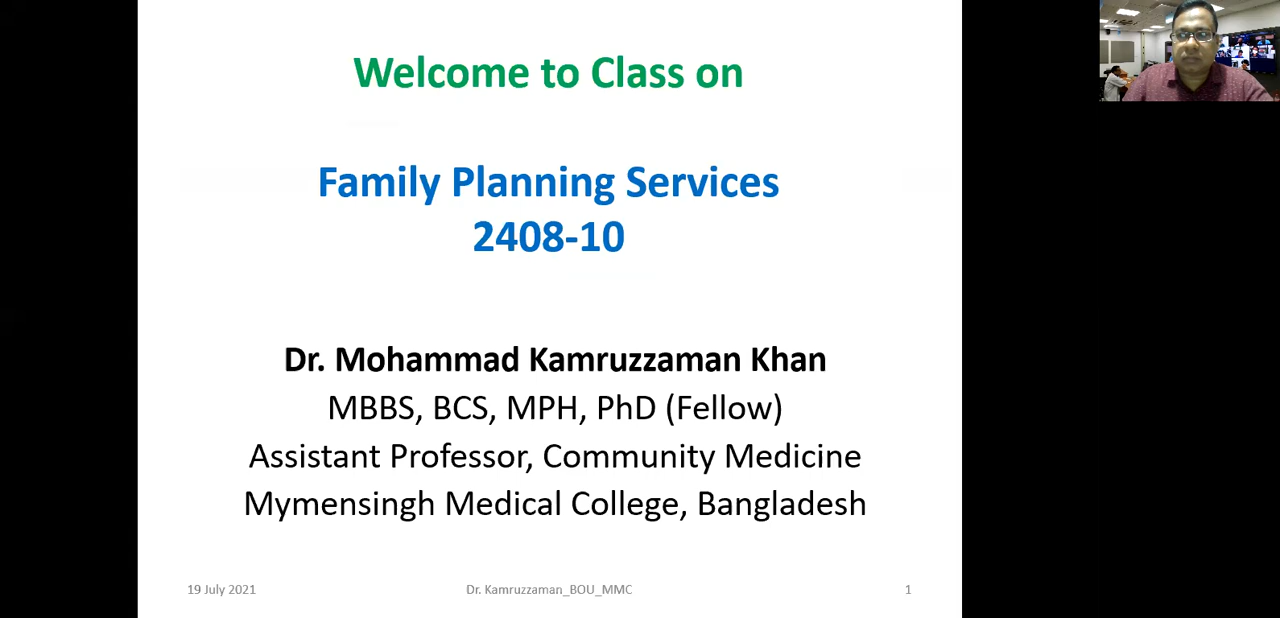 Welcome to Class on
Family Planning Services
2408-10
Dr. Mohammad Kamruzzaman Khan
MBBS, BCS, MPH, PhD (Fellow)
Assistant Professor, Community Medicine
Mymensingh Medical College, Bangladesh
19 July 2021
Dr. Kamruzzaman_BOU_MMC
1